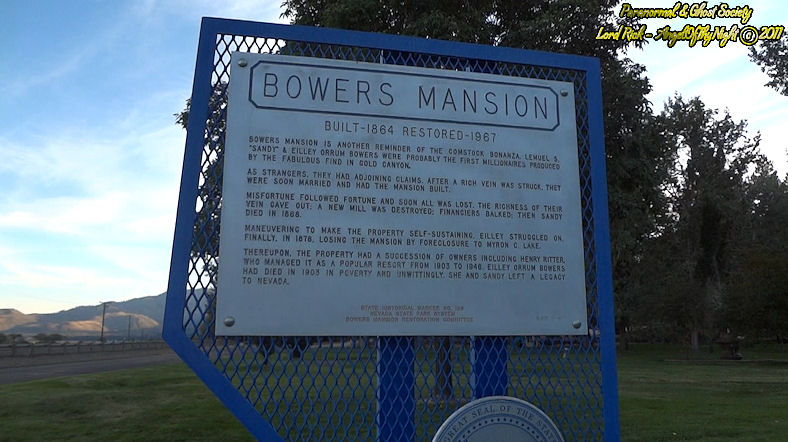 Paranormal & Ghost Society
Lord Rick - AngelOfThyNight © 2011
BOWERS MANSION
BUILT-1864 RESTORED-1967
BOWERS MANSION IS ANOTHER REMINDER OF THE COMSTOCK BONANZA. LEMUEL S.
"SANDY" & EILLEY ORRUM BOWERS WERE PROBABLY THE FIRST MILLIONAIRES PRODUCED
BY THE FABULOUS FIND IN GOLD CANYON.
AS STRANGERS, THEY HAD ADJOINING CLAIMS. AFTER A RICH VEIN WAS STRUCK, THEY
WERE SOON MARRIED AND HAD THE MANSION BUILT.
MISFORTUNE FOLLOWED FORTUNE AND SOON ALL WAS LOST. THE RICHNESS OF THEIR
VEIN GAVE OUT; A NEW MILL WAS DESTROYED; FINANCIERS BALKED; THEN SANDY
DIED IN 1868.
MANEUVERING TO MAKE THE PROPERTY SELF-SUSTAINING, EILLEY STRUGGLED ON,
FINALLY, IN 1876, LOSING THE MANSION BY FORECLOSURE TO MYRON C. LAKE.
THEREUPON, THE PROPERTY HAD A SUCCESSION OF OWNERS INCLUDING HENRY RITTER,
WHO MANAGED IT AS A POPULAR RESORT FROM 1903 TO 1946. EILLEY ORRUM BOWERS
HAD DIED IN 1903 IN POVERTY AND UNWITTINGLY, SHE AND SANDY LEFT A LEGACY
TO NEVADA.
STATE HISTORICAL MARKER NO.
NEVADA STATE PARK SYSTEM
BOWERS MANSION RESTORATION COMMITTEE
GREAT SEAL OF THE STATE